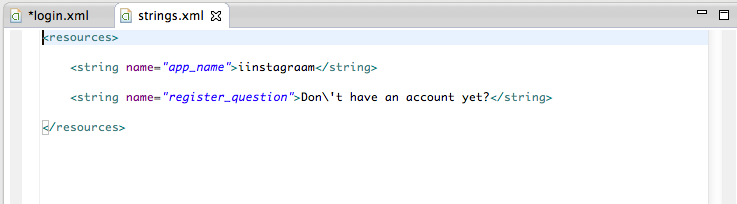 *login.xml strings.xml
<resources>
<string name="app_name">iinstagraam</string>
<string name="register_question">Don\'t have an account yet?</string>
</resources>